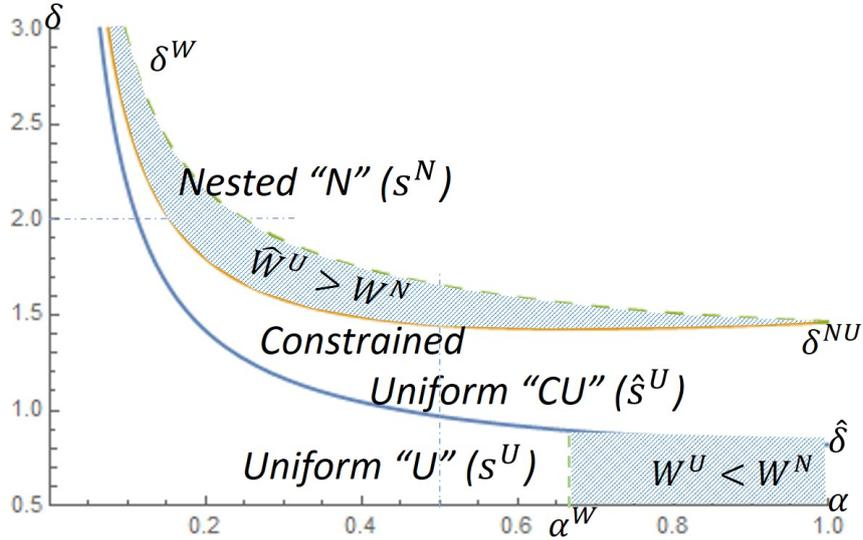 δ
3.0
δ^W
2.5
Nested “N” (s^N)
2.0
Ŵ^U > W^N
1.5
δ^NU
Constrained
Uniform “CU” (ŝ^U)
1.0
δ̂
Uniform “U” (s^U)
W^U < W^N
0.5
α
0.2 0.4 0.6 α^W 0.8 1.0